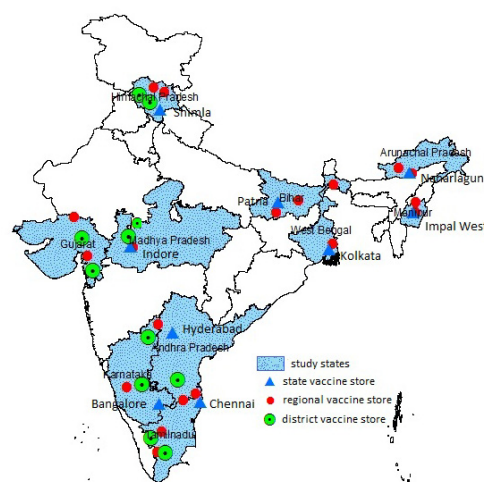 Himachal Pradesh
Shimla
Arunachal Pradesh
Naharlagun
Patna
Bihar
Manipur
Impal West
Gujarat
Madhya Pradesh
Indore
West Bengal
Kolkata
Hyderabad
Andhra Pradesh
Karnataka
Bangalore
Chennai
Tamilnadu
study states
state vaccine store
regional vaccine store
district vaccine store